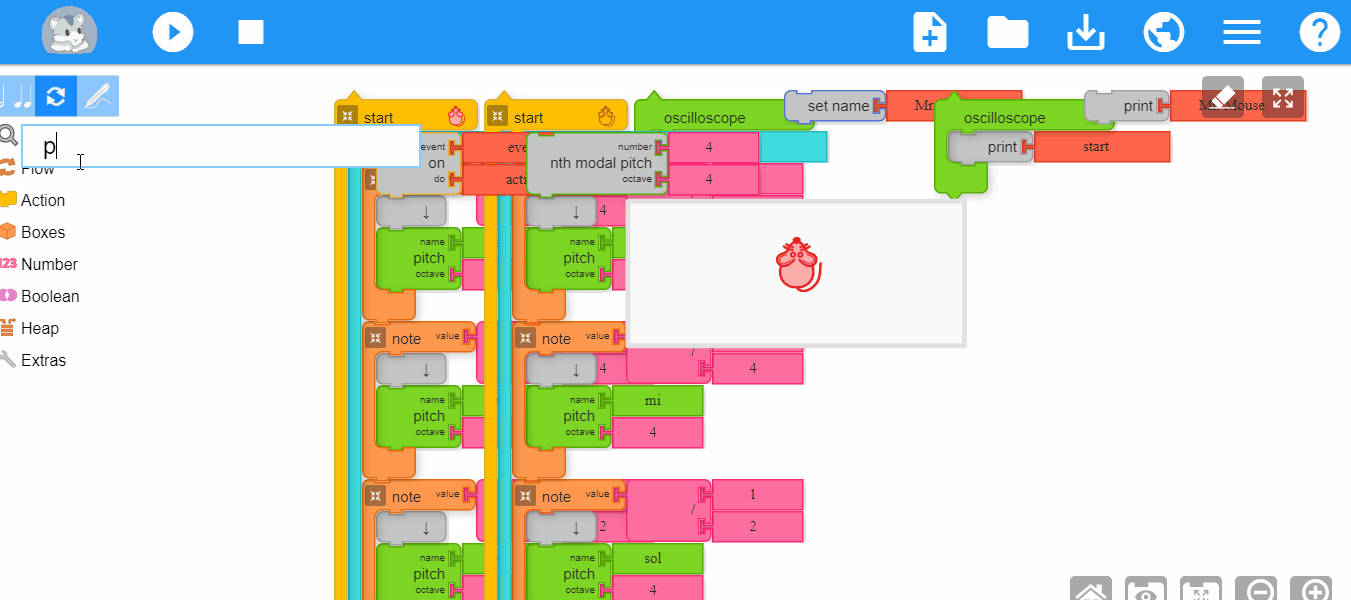 p
Flow
Action
Boxes
Number
Boolean
Heap
Extras
start
start
oscilloscope
set name
Mr.
oscilloscope
print
Mr. Mouse
print
start
event
on
do
eve
acti
number
nth modal pitch
octave
4
4
↓
↓
4
name
pitch
octave
name
pitch
octave
note
value
note
value
/
4
↓
↓
4
name
pitch
octave
name
pitch
octave
mi
4
note
value
note
value
/
1
2
↓
↓
2
name
pitch
octave
name
pitch
octave
sol
4
123
?